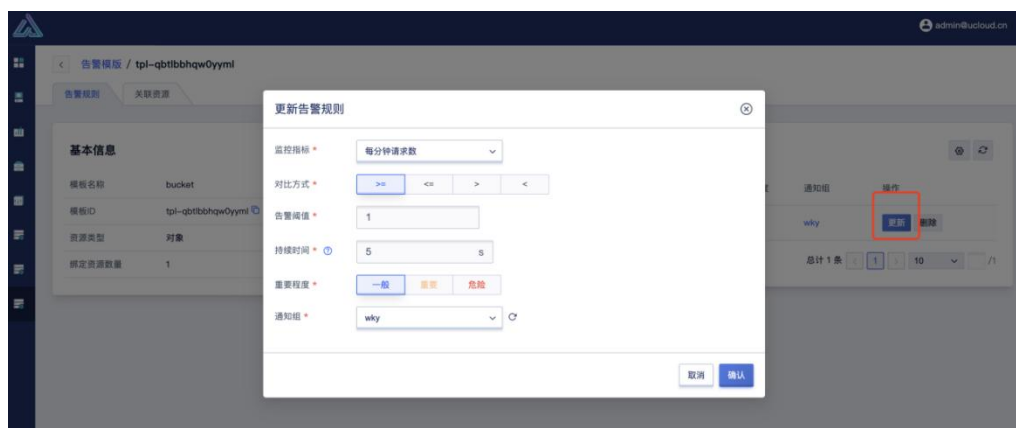 admin@ucloud.cn
< 告警模版 / tpl-qbtlbbhqw0yyml
告警规则 关联资源
更新告警规则
监控指标 * 每分钟请求数
对比方式 * >= <= > <
告警阈值 * 1
持续时间 * 5 s
重要程度 * 一般 重要 危险
通知组 * wky
取消 确认
基本信息
模板名称 bucket
模板ID tpl-qbtlbbhqw0yyml
资源类型 对象
绑定资源数量 1
通知组 操作
wky 更新 删除
总计 1 条 < 1 > 10 /1